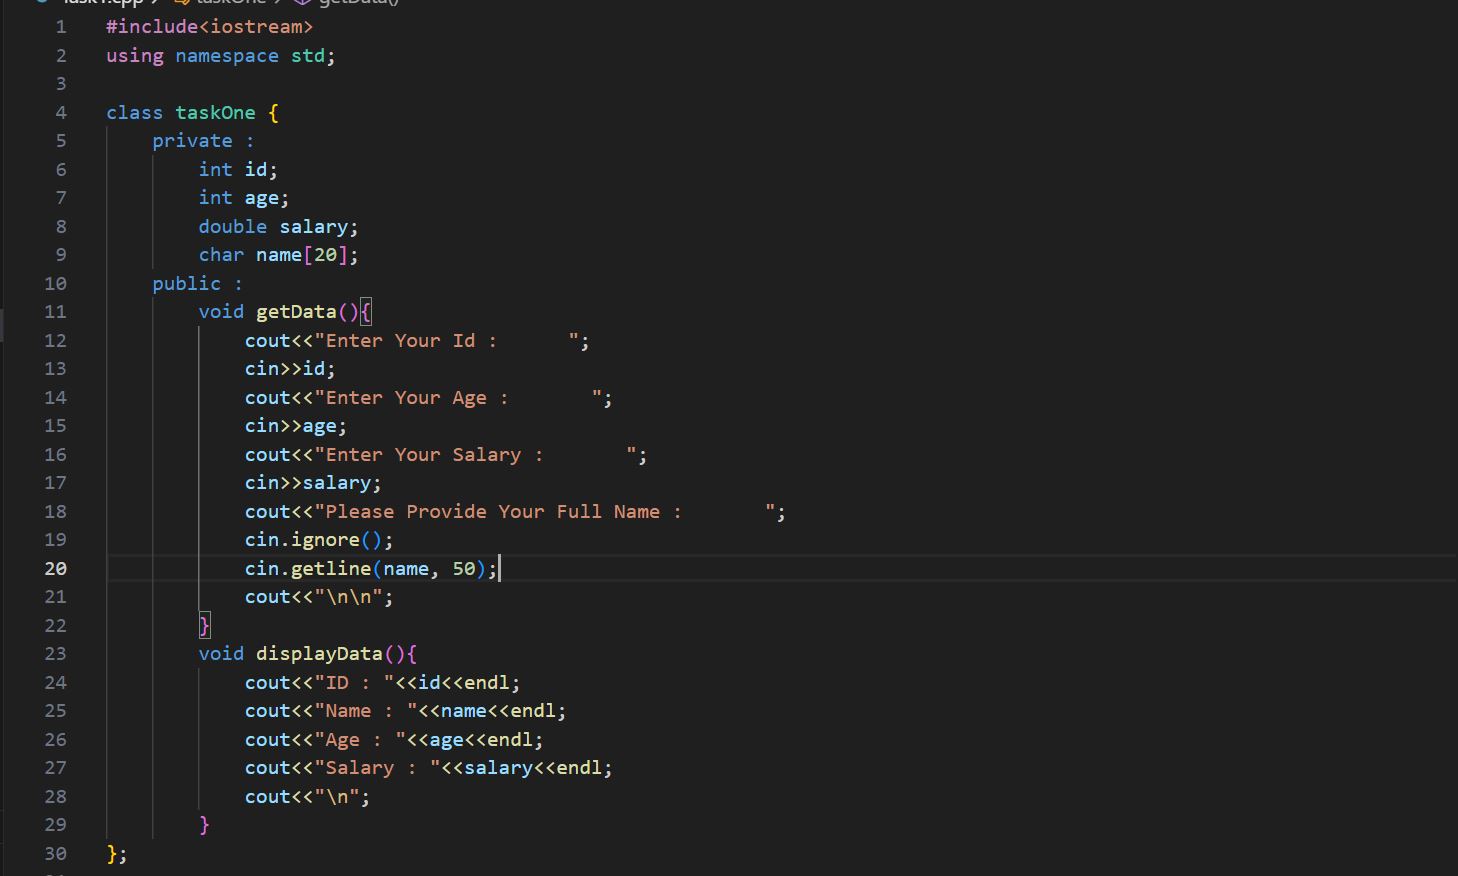 taskOne > getData()
1 #include<iostream>
2 using namespace std;
3
4 class taskOne {
5     private :
6         int id;
7         int age;
8         double salary;
9         char name[20];
10     public :
11         void getData(){
12             cout<<"Enter Your Id :      ";
13             cin>>id;
14             cout<<"Enter Your Age :       ";
15             cin>>age;
16             cout<<"Enter Your Salary :       ";
17             cin>>salary;
18             cout<<"Please Provide Your Full Name :       ";
19             cin.ignore();
20             cin.getline(name, 50);
21             cout<<"\n\n";
22         }
23         void displayData(){
24             cout<<"ID : "<<id<<endl;
25             cout<<"Name : "<<name<<endl;
26             cout<<"Age : "<<age<<endl;
27             cout<<"Salary : "<<salary<<endl;
28             cout<<"\n";
29         }
30 };